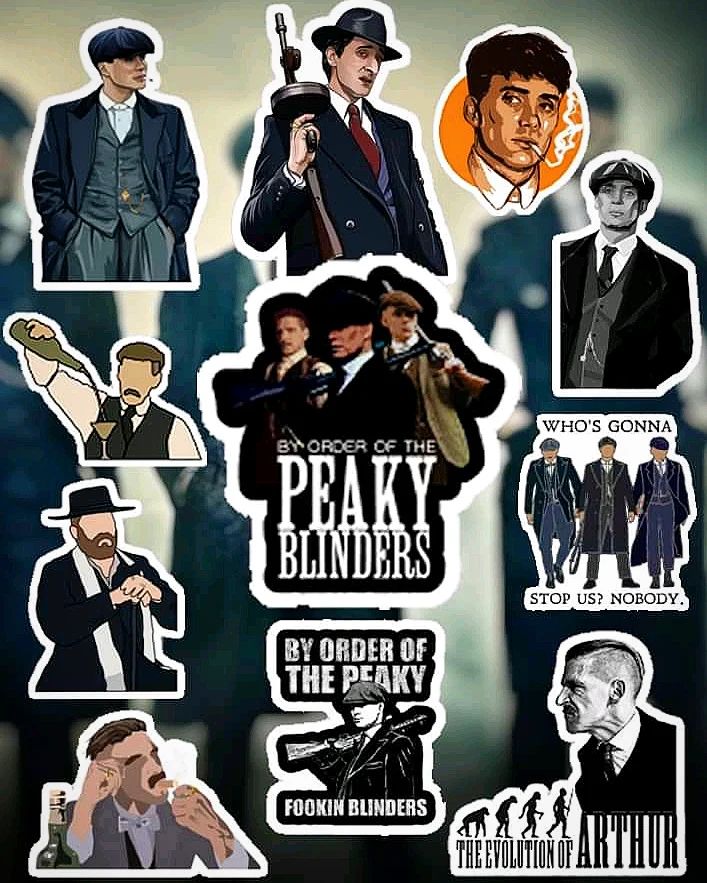 BY ORDER OF THE
PEAKY
BLINDERS
WHO'S GONNA
STOP US? NOBODY.
BY ORDER OF
THE PEAKY
FOOKIN BLINDERS
THE EVOLUTION OF ARTHUR